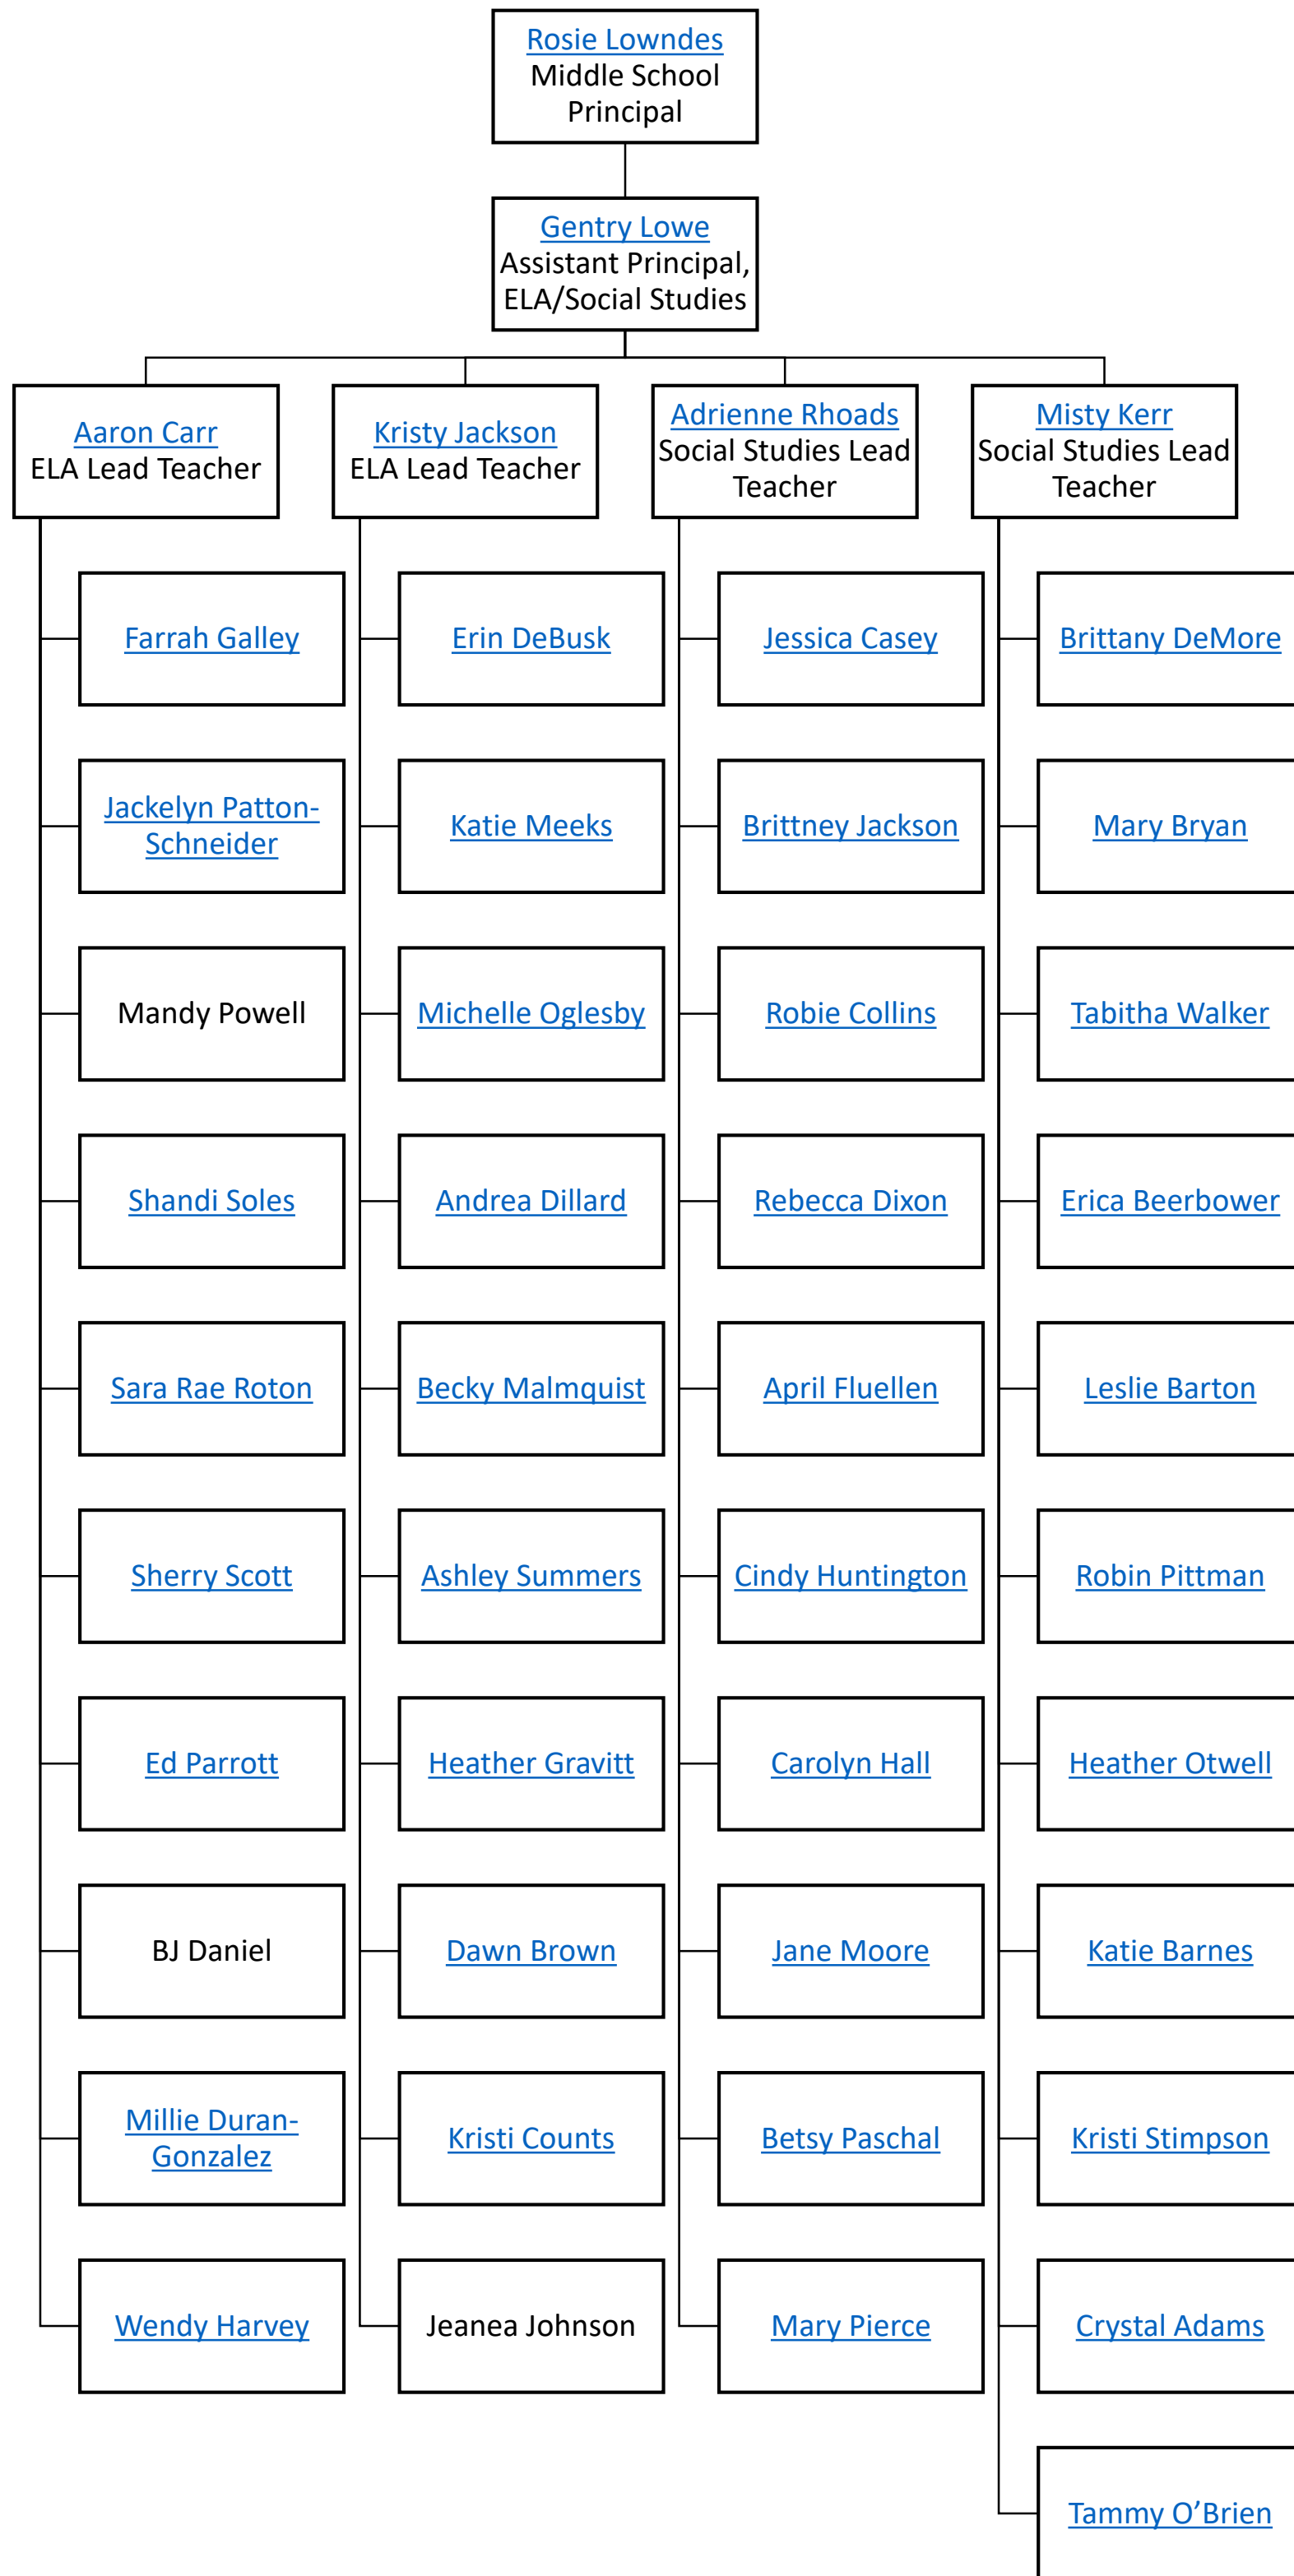 Rosie Lowndes
Middle School
Principal
Gentry Lowe
Assistant Principal,
ELA/Social Studies
Aaron Carr
ELA Lead Teacher
Kristy Jackson
ELA Lead Teacher
Adrienne Rhoads
Social Studies Lead
Teacher
Misty Kerr
Social Studies Lead
Teacher
Farrah Galley
Jackelyn Patton-
Schneider
Mandy Powell
Shandi Soles
Sara Rae Roton
Sherry Scott
Ed Parrott
BJ Daniel
Millie Duran-
Gonzalez
Wendy Harvey
Erin DeBusk
Katie Meeks
Michelle Oglesby
Andrea Dillard
Becky Malmquist
Ashley Summers
Heather Gravitt
Dawn Brown
Kristi Counts
Jeanea Johnson
Jessica Casey
Brittney Jackson
Robie Collins
Rebecca Dixon
April Fluellen
Cindy Huntington
Carolyn Hall
Jane Moore
Betsy Paschal
Mary Pierce
Brittany DeMore
Mary Bryan
Tabitha Walker
Erica Beerbower
Leslie Barton
Robin Pittman
Heather Otwell
Katie Barnes
Kristi Stimpson
Crystal Adams
Tammy O’Brien